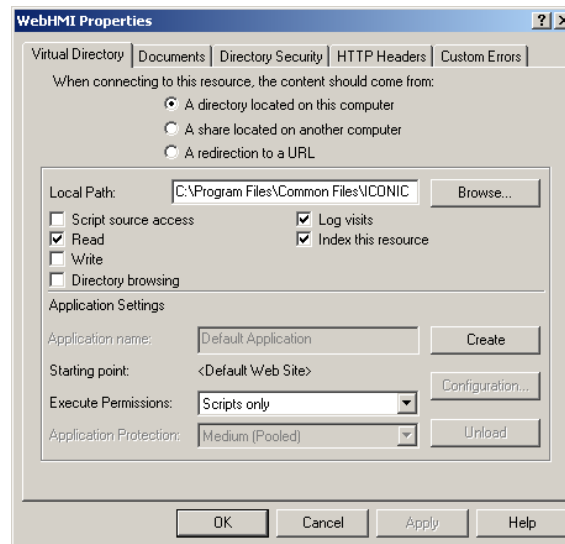 WebHMI Properties
Virtual Directory Documents Directory Security HTTP Headers Custom Errors
When connecting to this resource, the content should come from:
A directory located on this computer
A share located on another computer
A redirection to a URL
Local Path: C:\Program Files\Common Files\ICONIC Browse...
Script source access Log visits
Read Index this resource
Write
Directory browsing
Application Settings
Application name: Default Application Create
Starting point: <Default Web Site>
Configuration...
Execute Permissions: Scripts only
Application Protection: Medium (Pooled) Unload
OK Cancel Apply Help